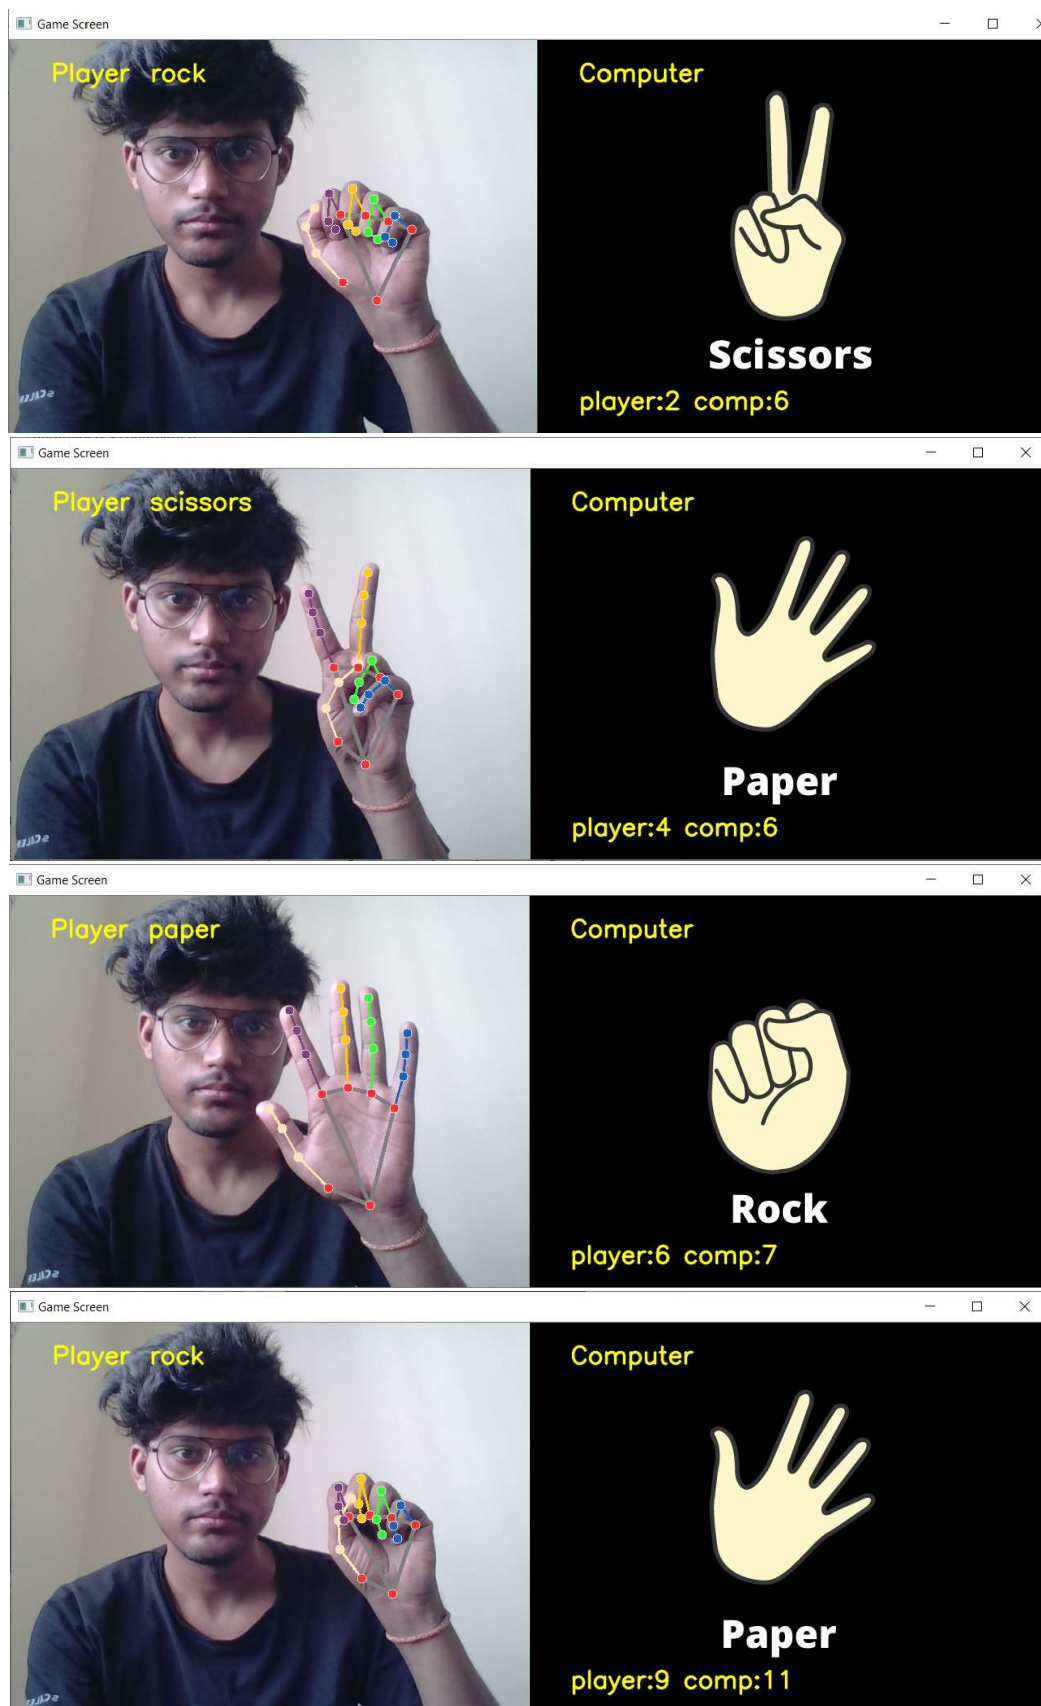 Game Screen
Player rock
Computer
Scissors
player:2 comp:6
Game Screen
Player scissors
Computer
Paper
player:4 comp:6
Game Screen
Player paper
Computer
Rock
player:6 comp:7
Game Screen
Player rock
Computer
Paper
player:9 comp:11